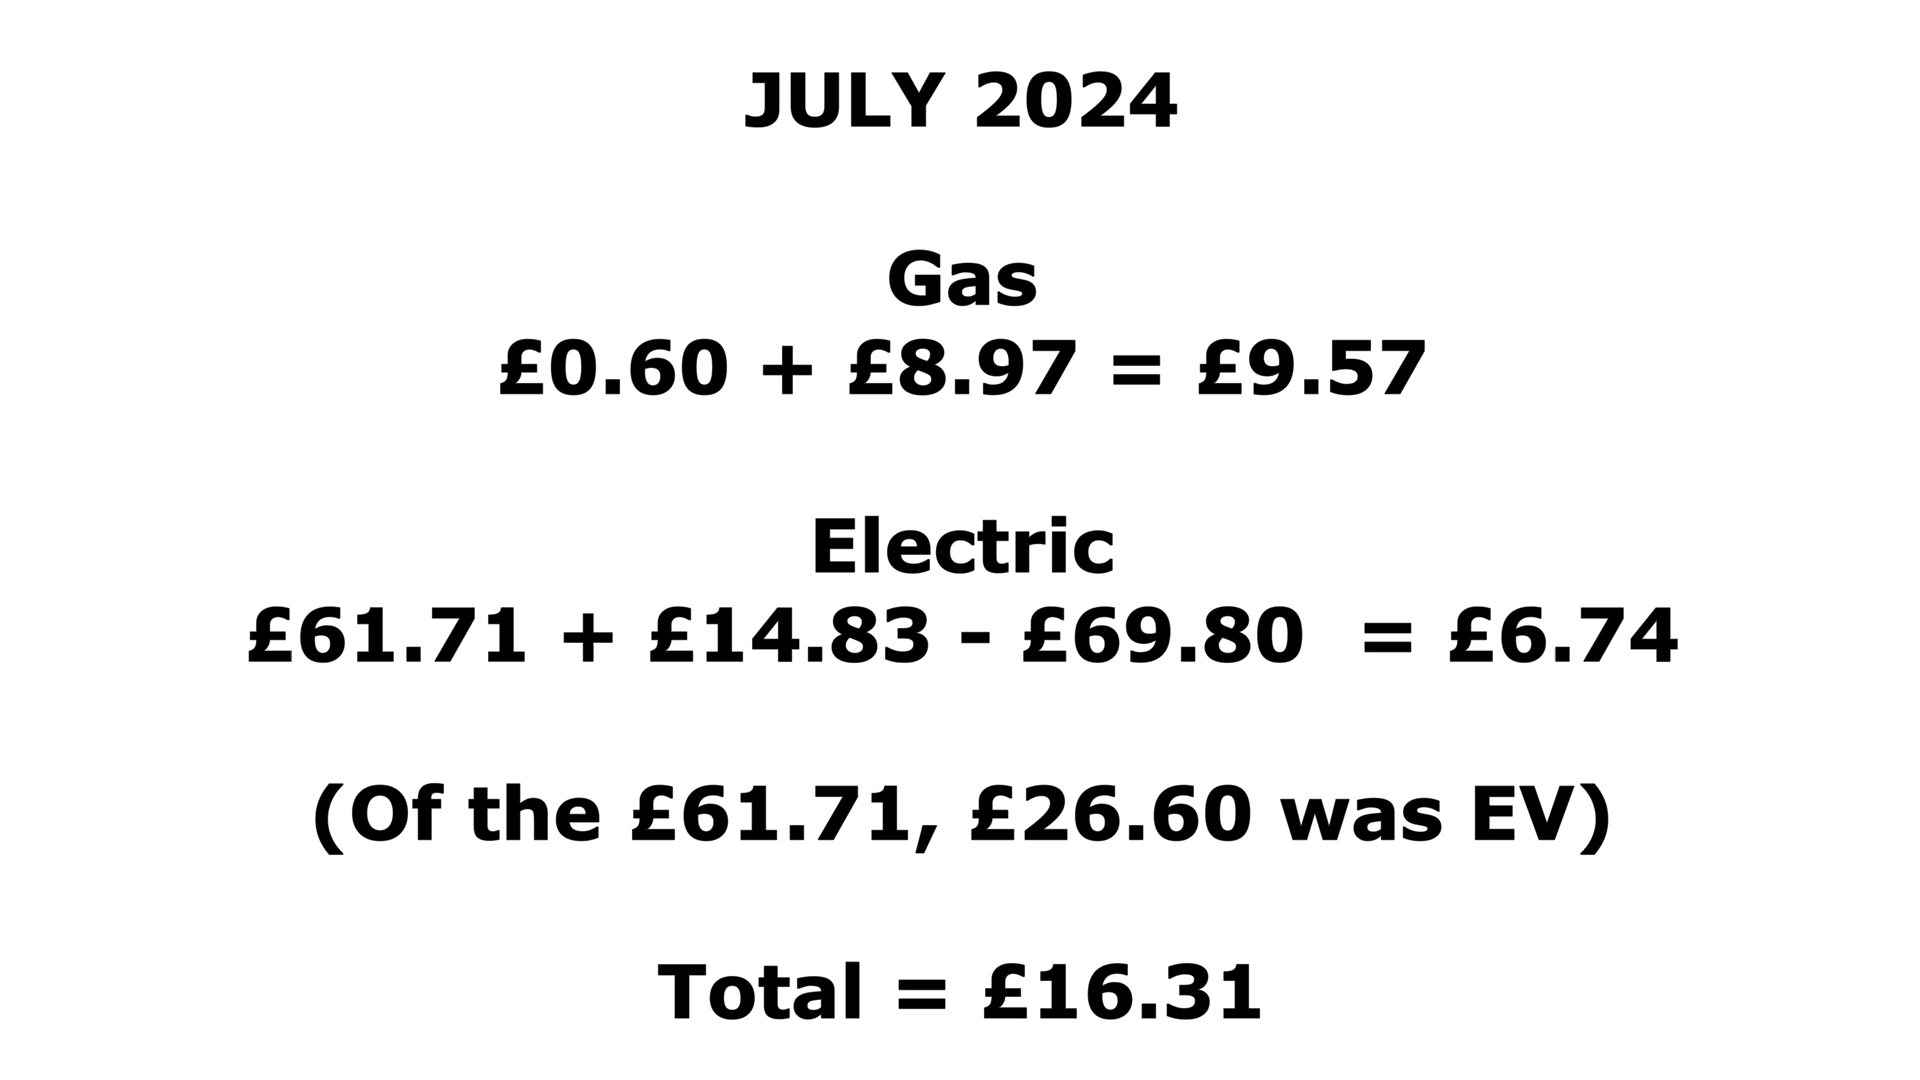 JULY 2024
Gas
£0.60 + £8.97 = £9.57
Electric
£61.71 + £14.83 - £69.80 = £6.74
(Of the £61.71, £26.60 was EV)
Total = £16.31